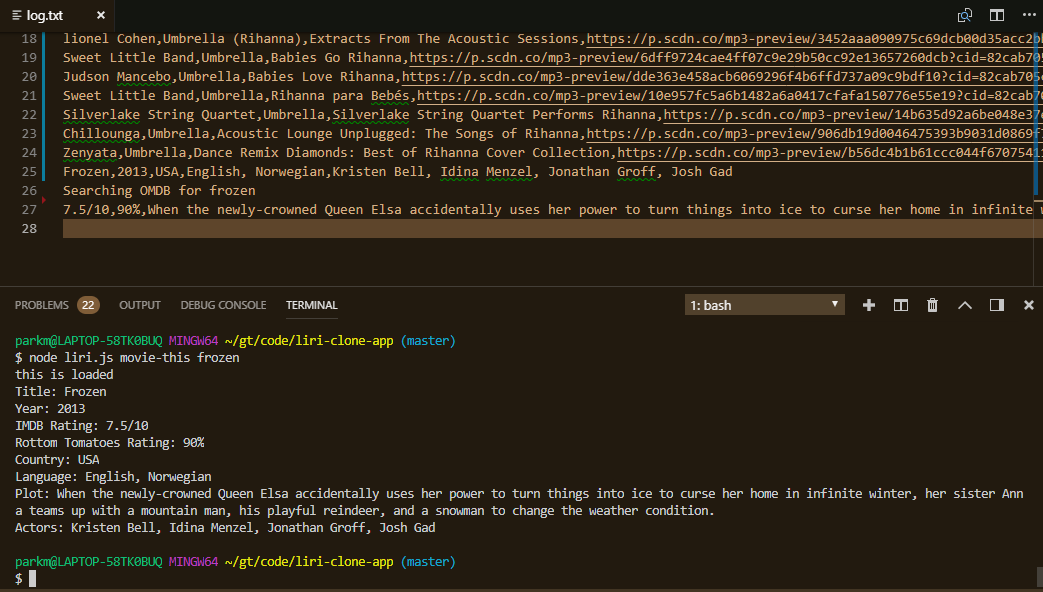 log.txt
18 lionel Cohen,Umbrella (Rihanna),Extracts From The Acoustic Sessions,https://p.scdn.co/mp3-preview/3452aaa090975c69dcb00d35acc2b
19 Sweet Little Band,Umbrella,Babies Go Rihanna,https://p.scdn.co/mp3-preview/6dff9724cae4ff07c9e29b50cc92e13657260dcb?cid=82cab705
20 Judson Mancebo,Umbrella,Babies Love Rihanna,https://p.scdn.co/mp3-preview/dde363e458acb6069296f4b6ffd737a09c9bdf10?cid=82cab705
21 Sweet Little Band,Umbrella,Rihanna para Bebés,https://p.scdn.co/mp3-preview/10e957fc5a6b1482a6a0417cfafa150776e55e19?cid=82cab7
22 Silverlake String Quartet,Umbrella,Silverlake String Quartet Performs Rihanna,https://p.scdn.co/mp3-preview/14b635d92a6be048e37
23 Chillounga,Umbrella,Acoustic Lounge Unplugged: The Songs of Rihanna,https://p.scdn.co/mp3-preview/906db19d0046475393b9031d0869f
24 Zenyata,Umbrella,Dance Remix Diamonds: Best of Rihanna Cover Collection,https://p.scdn.co/mp3-preview/b56dc4b1b61ccc044f6707541
25 Frozen,2013,USA,English, Norwegian,Kristen Bell, Idina Menzel, Jonathan Groff, Josh Gad
26 Searching OMDB for frozen
27 7.5/10,90%,When the newly-crowned Queen Elsa accidentally uses her power to turn things into ice to curse her home in infinite
28
PROBLEMS 22 OUTPUT DEBUG CONSOLE TERMINAL 1: bash
parkm@LAPTOP-58TK0BUQ MINGW64 ~/gt/code/liri-clone-app (master)
$ node liri.js movie-this frozen
this is loaded
Title: Frozen
Year: 2013
IMDB Rating: 7.5/10
Rottom Tomatoes Rating: 90%
Country: USA
Language: English, Norwegian
Plot: When the newly-crowned Queen Elsa accidentally uses her power to turn things into ice to curse her home in infinite winter, her sister Ann
a teams up with a mountain man, his playful reindeer, and a snowman to change the weather condition.
Actors: Kristen Bell, Idina Menzel, Jonathan Groff, Josh Gad
parkm@LAPTOP-58TK0BUQ MINGW64 ~/gt/code/liri-clone-app (master)
$